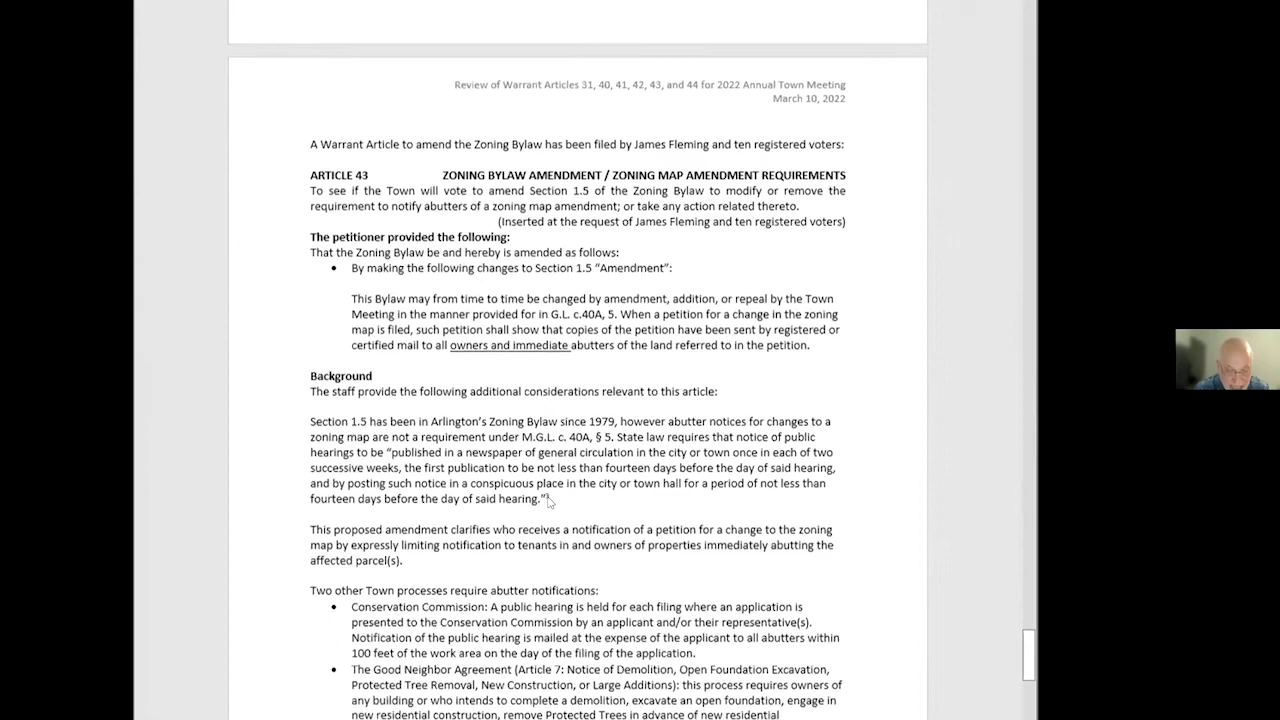 Review of Warrant Articles 31, 40, 41, 42, 43, and 44 for 2022 Annual Town Meeting
March 10, 2022
A Warrant Article to amend the Zoning Bylaw has been filed by James Fleming and ten registered voters:
ARTICLE 43 ZONING BYLAW AMENDMENT / ZONING MAP AMENDMENT REQUIREMENTS
To see if the Town will vote to amend Section 1.5 of the Zoning Bylaw to modify or remove the
requirement to notify abutters of a zoning map amendment; or take any action related thereto.
(Inserted at the request of James Fleming and ten registered voters)
The petitioner provided the following:
That the Zoning Bylaw be and hereby is amended as follows:
• By making the following changes to Section 1.5 “Amendment”:
This Bylaw may from time to time be changed by amendment, addition, or repeal by the Town
Meeting in the manner provided for in G.L. c.40A, 5. When a petition for a change in the zoning
map is filed, such petition shall show that copies of the petition have been sent by registered or
certified mail to all owners and immediate abutters of the land referred to in the petition.
Background
The staff provide the following additional considerations relevant to this article:
Section 1.5 has been in Arlington’s Zoning Bylaw since 1979, however abutter notices for changes to a
zoning map are not a requirement under M.G.L. c. 40A, § 5. State law requires that notice of public
hearings to be “published in a newspaper of general circulation in the city or town once in each of two
successive weeks, the first publication to be not less than fourteen days before the day of said hearing,
and by posting such notice in a conspicuous place in the city or town hall for a period of not less than
fourteen days before the day of said hearing.”
This proposed amendment clarifies who receives a notification of a petition for a change to the zoning
map by expressly limiting notification to tenants in and owners of properties immediately abutting the
affected parcel(s).
Two other Town processes require abutter notifications:
• Conservation Commission: A public hearing is held for each filing where an application is
presented to the Conservation Commission by an applicant and/or their representative(s).
Notification of the public hearing is mailed at the expense of the applicant to all abutters within
100 feet of the work area on the day of the filing of the application.
• The Good Neighbor Agreement (Article 7: Notice of Demolition, Open Foundation Excavation,
Protected Tree Removal, New Construction, or Large Additions): this process requires owners of
any building or who intends to complete a demolition, excavate an open foundation, engage in
new residential construction, remove Protected Trees in advance of new residential